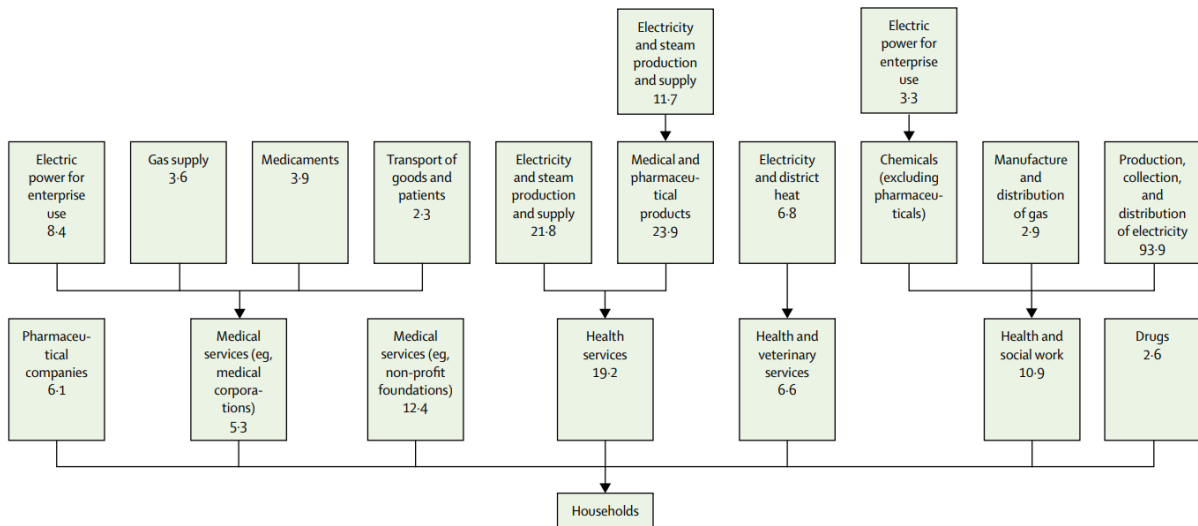 Electricity
and steam
production
and supply
11·7
Electric
power for
enterprise
use
3·3
Electric
power for
enterprise
use
8·4
Gas supply
3·6
Medicaments
3·9
Transport of
goods and
patients
2·3
Electricity
and steam
production
and supply
21·8
Medical and
pharmaceu-
tical
products
23·9
Electricity
and district
heat
6·8
Chemicals
(excluding
pharmaceu-
ticals)
Manufacture
and
distribution
of gas
2·9
Production,
collection,
and
distribution
of electricity
93·9
Pharmaceu-
tical
companies
6·1
Medical
services (eg,
medical
corpora-
tions)
5·3
Medical
services (eg,
non-profit
foundations)
12·4
Health
services
19·2
Health and
veterinary
services
6·6
Health and
social work
10·9
Drugs
2·6
Households